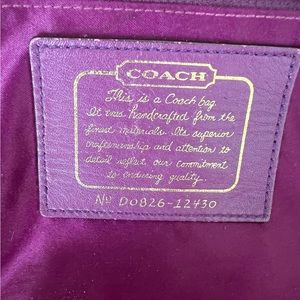 COACH
This is a Coach bag.
It was handcrafted from the
finest materials. Its superior
craftsmanship and attention to
detail reflect our commitment
to enduring quality.
No D0826-12430